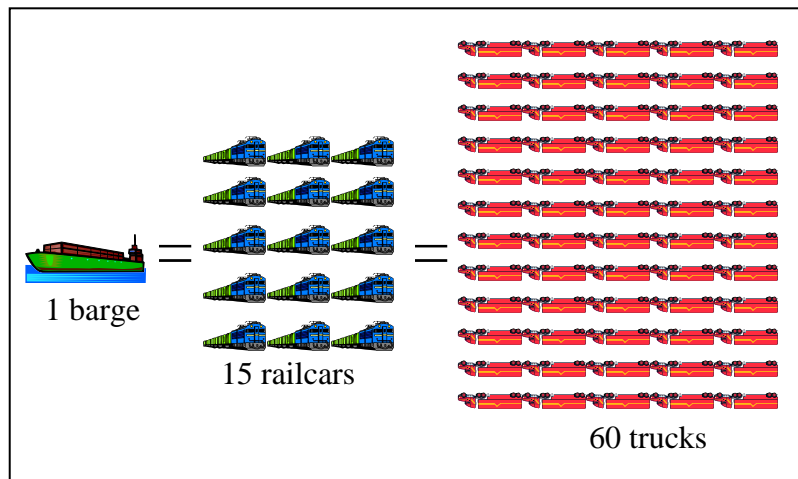 1 barge
=
15 railcars
=
60 trucks